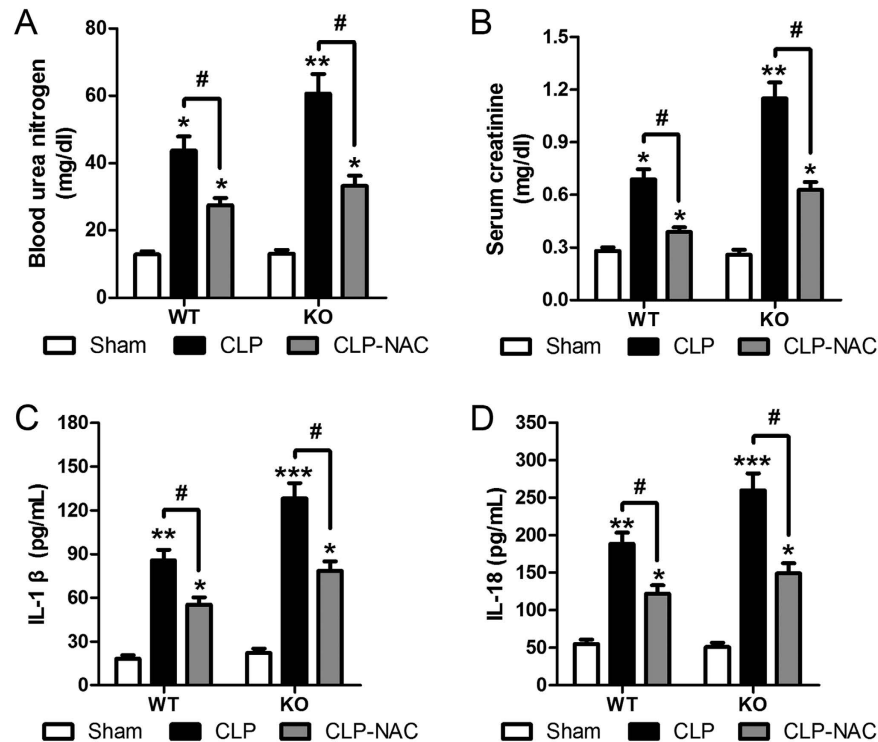 A
Blood urea nitrogen
(mg/dl)
80
60
40
20
0
*
#
*
**
#
*
WT
KO
Sham
CLP
CLP-NAC
B
Serum creatinine
(mg/dl)
1.5
1.2
0.9
0.6
0.3
0.0
*
#
*
**
#
*
WT
KO
Sham
CLP
CLP-NAC
C
IL-1 β (pg/mL)
180
150
120
90
60
30
0
**
#
*
***
#
*
WT
KO
Sham
CLP
CLP-NAC
D
IL-18 (pg/mL)
350
300
250
200
150
100
50
0
**
#
*
***
#
*
WT
KO
Sham
CLP
CLP-NAC